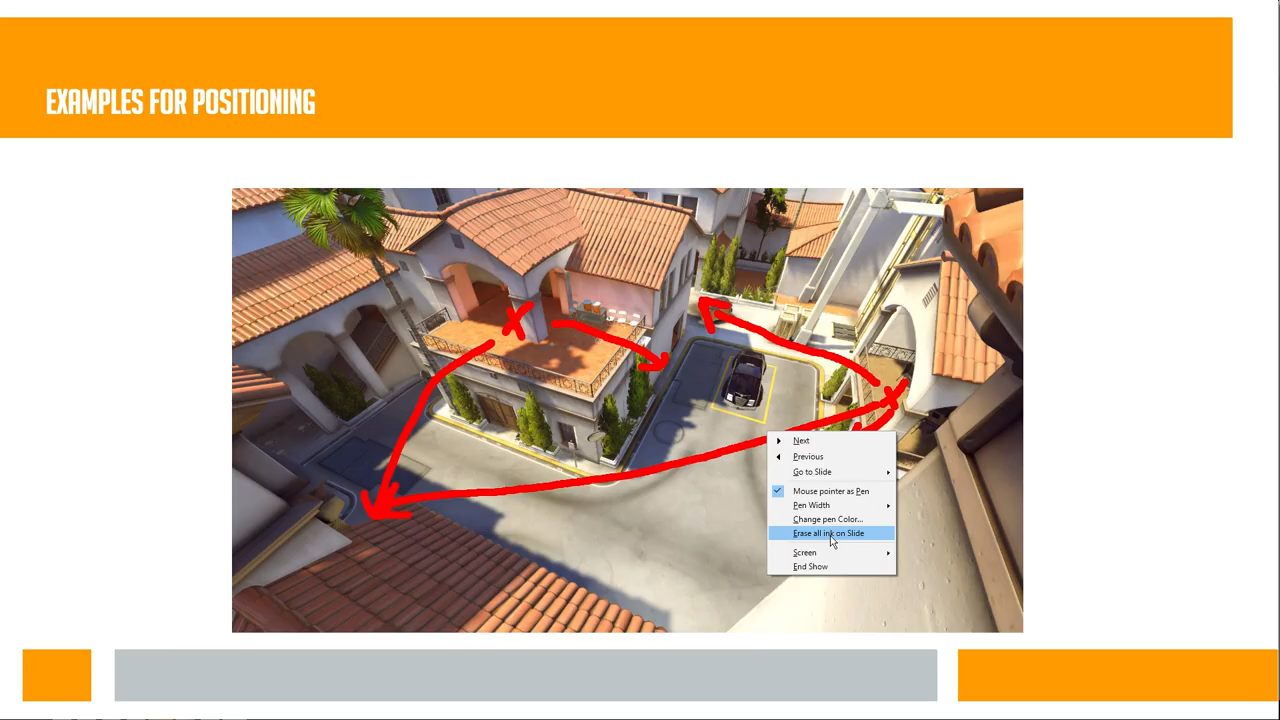 EXAMPLES FOR POSITIONING
Next
Previous
Go to Slide
Mouse pointer as Pen
Pen Width
Change pen Color...
Erase all ink on Slide
Screen
End Show